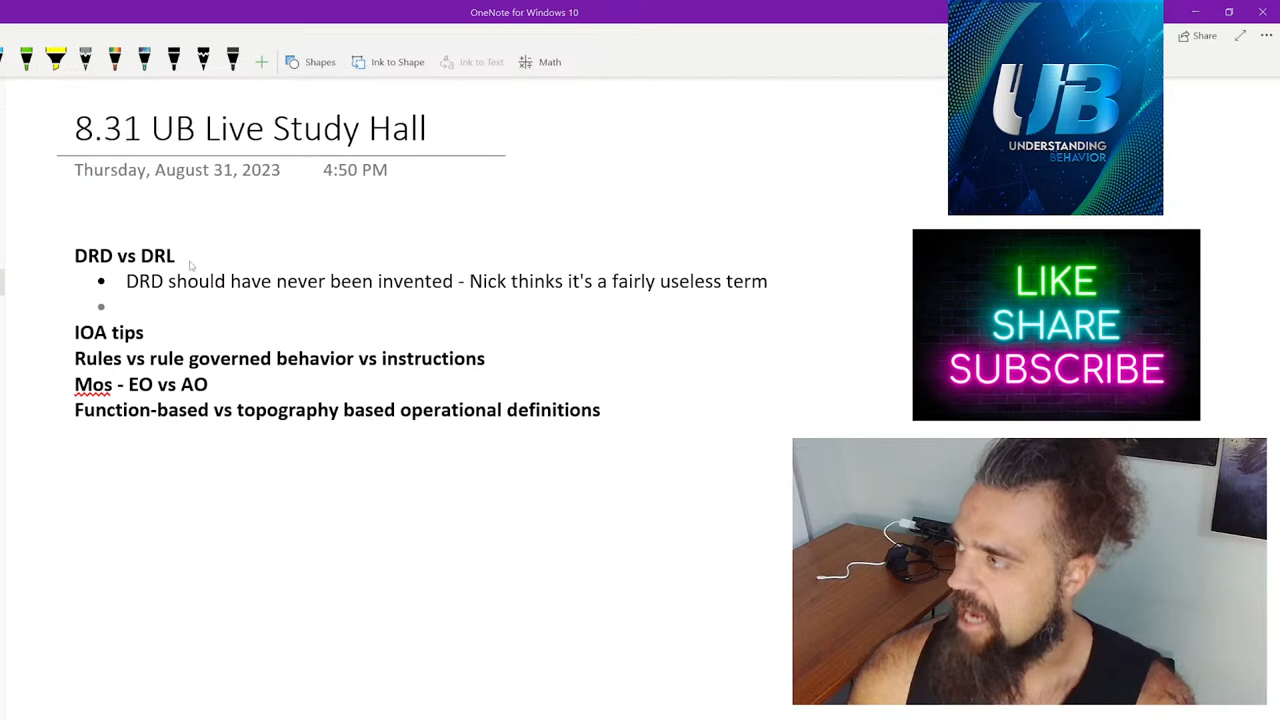 OneNote for Windows 10
Shapes
Ink to Shape
Ink to Text
Math
Share
8.31 UB Live Study Hall
Thursday, August 31, 2023 4:50 PM
DRD vs DRL
• DRD should have never been invented - Nick thinks it's a fairly useless term
•
IOA tips
Rules vs rule governed behavior vs instructions
Mos - EO vs AO
Function-based vs topography based operational definitions
UB
UNDERSTANDING
BEHAVIOR
LIKE
SHARE
SUBSCRIBE